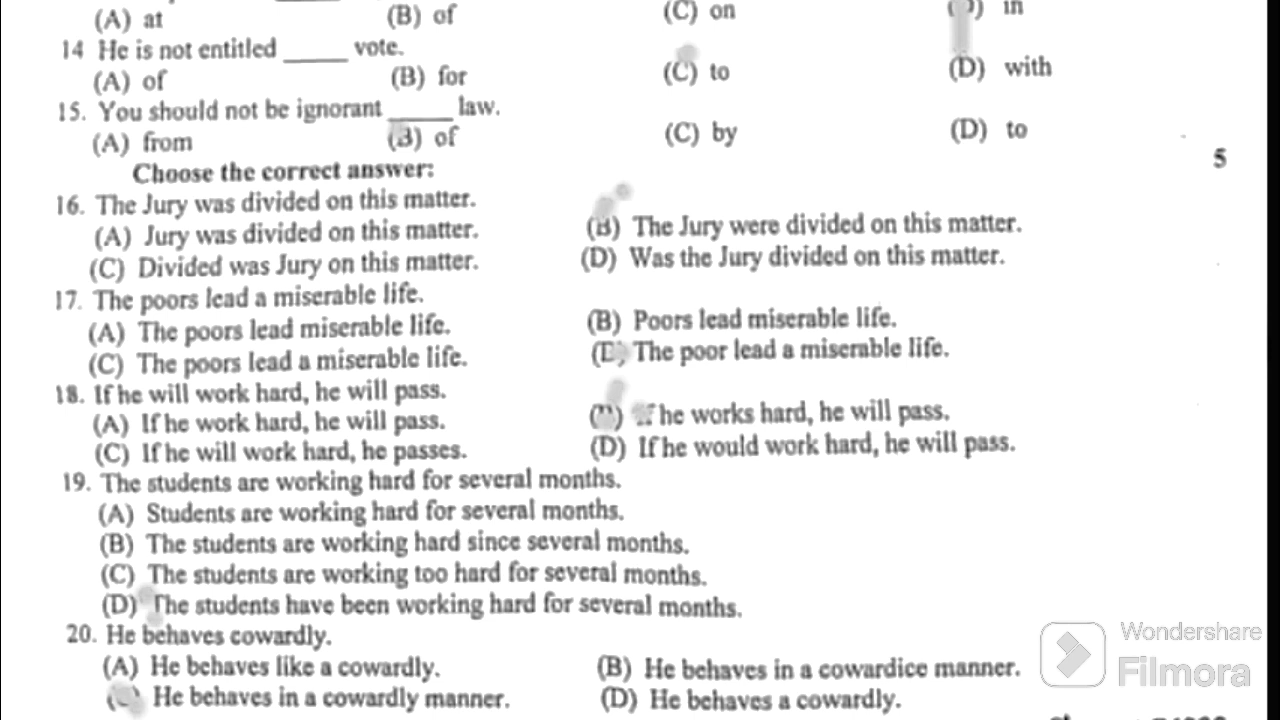 (A) at (B) of (C) on in
14 He is not entitled ______ vote.
(A) of (B) for (C) to (D) with
15. You should not be ignorant ______ law.
(A) from (B) of (C) by (D) to
5
Choose the correct answer:
16. The Jury was divided on this matter.
(A) Jury was divided on this matter. (B) The Jury were divided on this matter.
(C) Divided was Jury on this matter. (D) Was the Jury divided on this matter.
17. The poors lead a miserable life.
(A) The poors lead miserable life. (B) Poors lead miserable life.
(C) The poors lead a miserable life. The poor lead a miserable life.
18. If he will work hard, he will pass.
(A) If he work hard, he will pass. he works hard, he will pass.
(C) If he will work hard, he passes. (D) If he would work hard, he will pass.
19. The students are working hard for several months.
(A) Students are working hard for several months.
(B) The students are working hard since several months.
(C) The students are working too hard for several months.
(D) The students have been working hard for several months.
20. He behaves cowardly.
(A) He behaves like a cowardly. (B) He behaves in a cowardice manner.
He behaves in a cowardly manner. (D) He behaves a cowardly.
Wondershare
Filmora